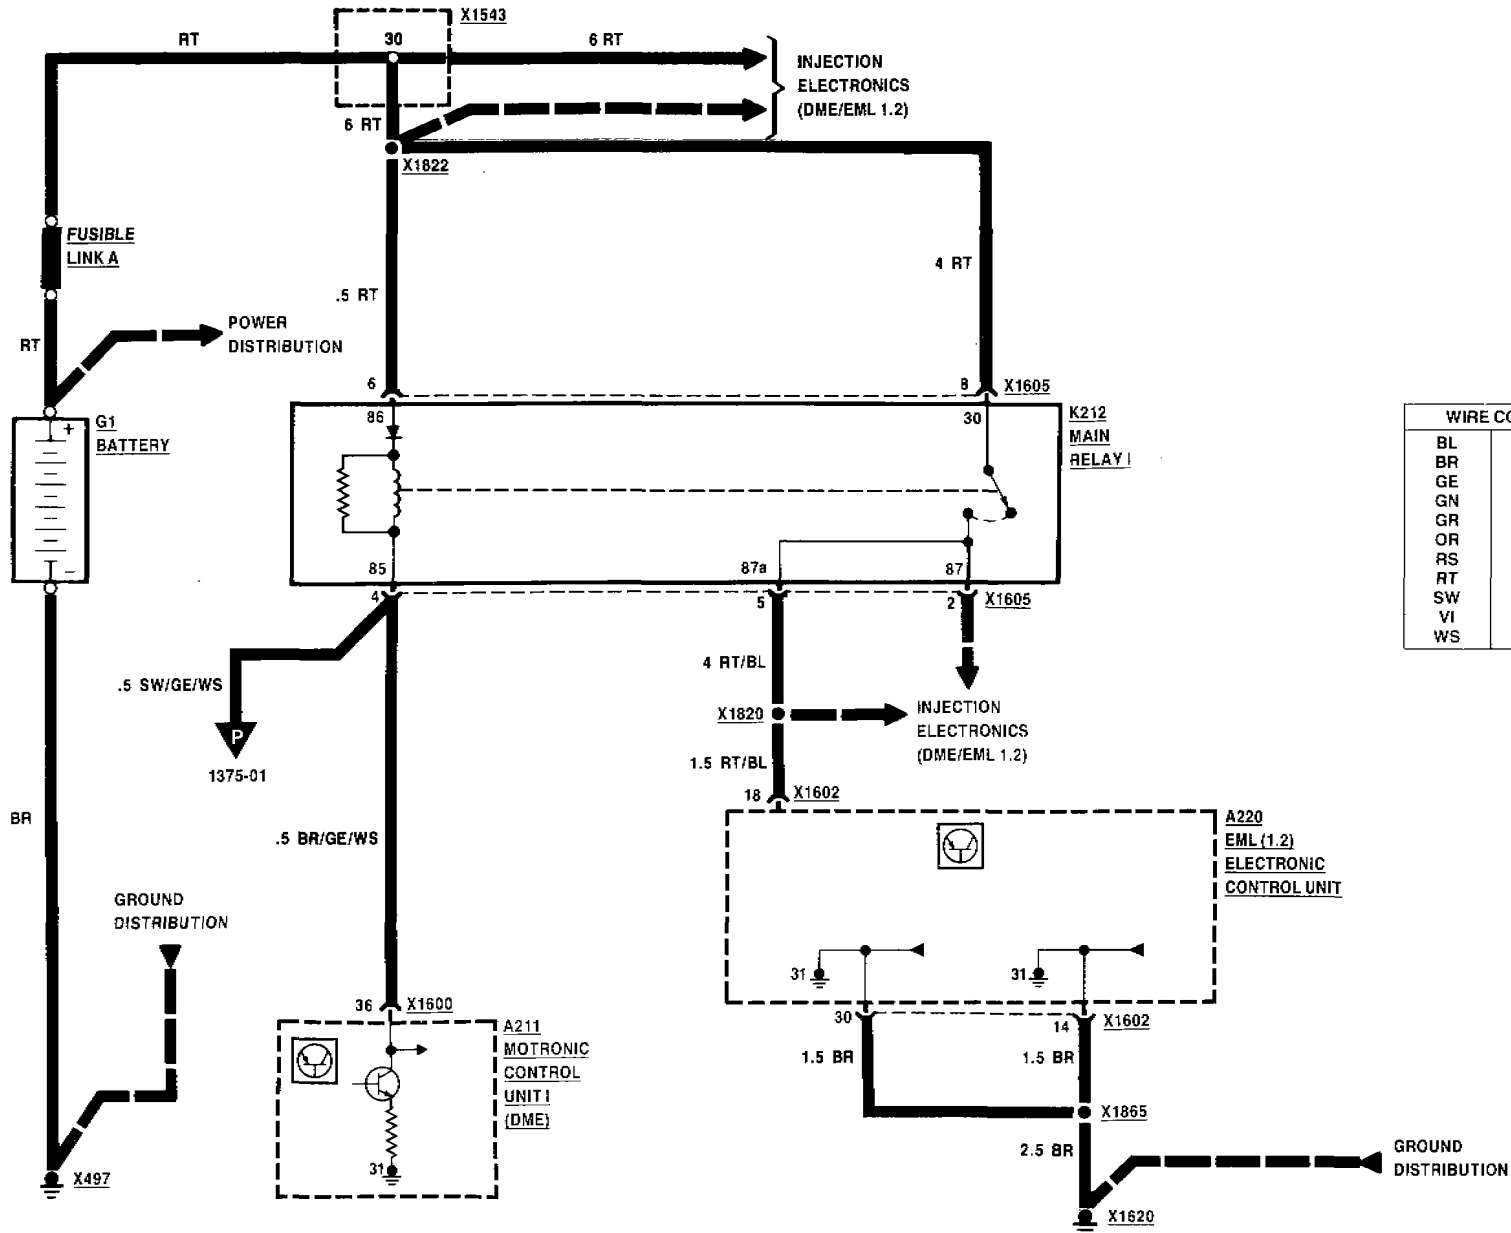 X1543
RT
30
6 RT
INJECTION
ELECTRONICS
(DME/EML 1.2)
6 RT
X1822
FUSIBLE
LINK A
4 RT
.5 RT
POWER
DISTRIBUTION
RT
6
8
X1605
86
30
K212
MAIN
RELAY I
G1
BATTERY
+
−
WIRE CO
BL
BR
GE
GN
GR
OR
RS
RT
SW
VI
WS
85
87a
87
4
5
2
X1605
4 RT/BL
.5 SW/GE/WS
P
1375-01
X1820
INJECTION
ELECTRONICS
(DME/EML 1.2)
1.5 RT/BL
18
X1602
BR
.5 BR/GE/WS
A220
EML (1.2)
ELECTRONIC
CONTROL UNIT
GROUND
DISTRIBUTION
31
31
36
X1600
30
14
X1602
A211
MOTRONIC
CONTROL
UNIT I
(DME)
1.5 BR
1.5 BR
X1865
2.5 BR
31
GROUND
DISTRIBUTION
X497
X1620